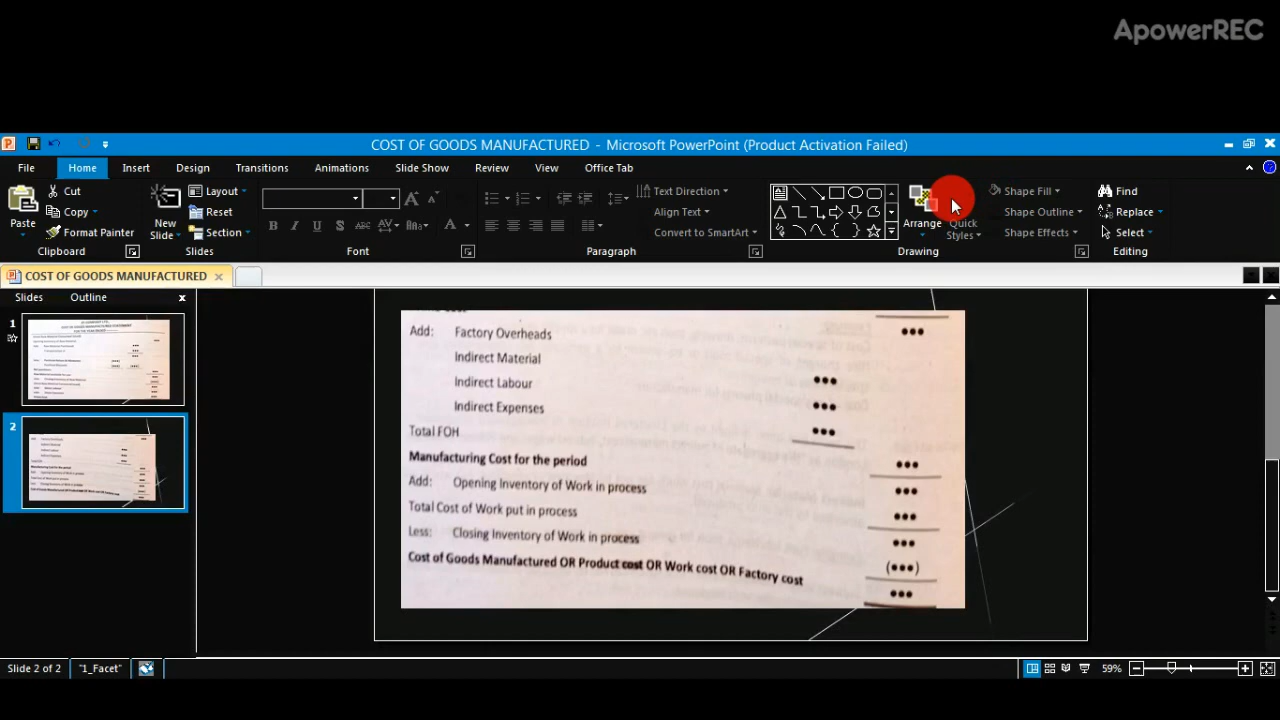 ApowerREC
COST OF GOODS MANUFACTURED - Microsoft PowerPoint (Product Activation Failed)
File Home Insert Design Transitions Animations Slide Show Review View Office Tab
Paste
Cut
Copy
Format Painter
Clipboard
New
Slide
Layout
Reset
Section
Slides
B I U S abc AV Aa A
Font
Text Direction
Align Text
Convert to SmartArt
Paragraph
Arrange
Quick
Styles
Shape Fill
Shape Outline
Shape Effects
Drawing
Find
Replace
Select
Editing
COST OF GOODS MANUFACTURED
Slides Outline
1
2
Add: Factory Overheads •••
Indirect Material
Indirect Labour •••
Indirect Expenses •••
Total FOH •••
Manufacturing Cost for the period •••
Add: Opening Inventory of Work in process •••
Total Cost of Work put in process •••
Less: Closing Inventory of Work in process •••
Cost of Goods Manufactured OR Product cost OR Work cost OR Factory cost (•••)
•••
Slide 2 of 2 "1_Facet" 59%